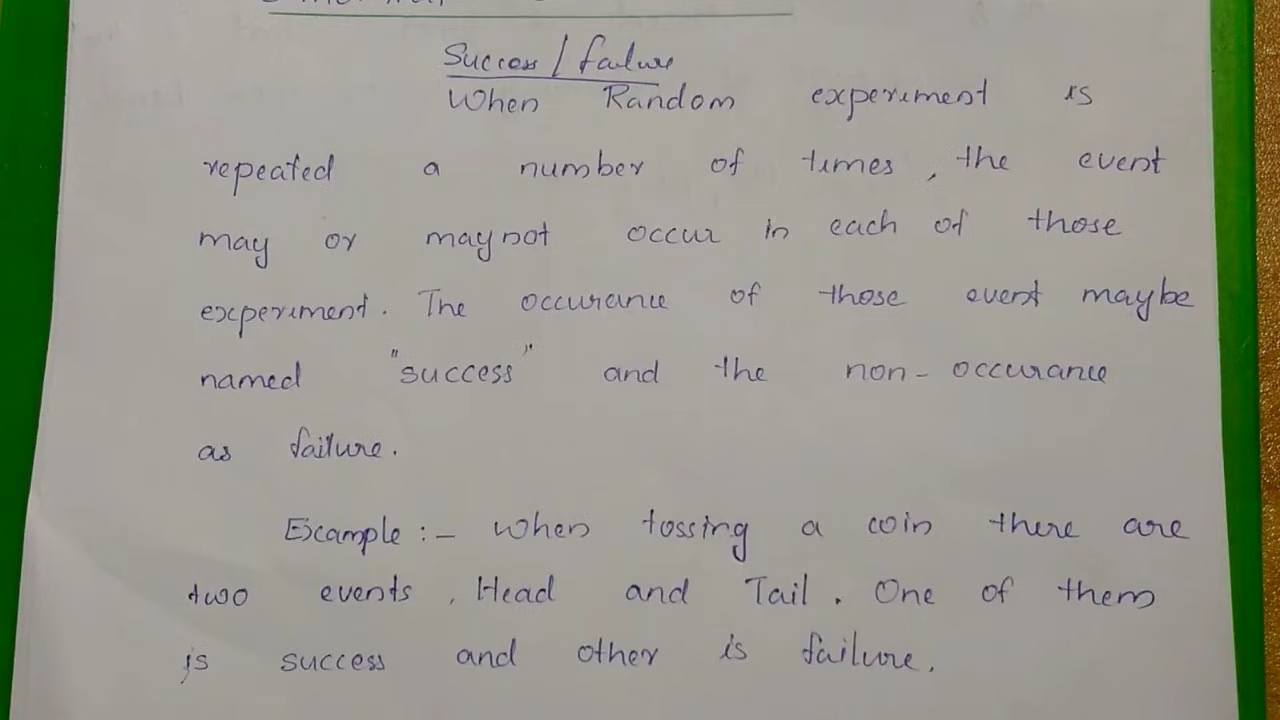 Success / failure
When Random experiment is
repeated a number of times, the event
may or maynot occur in each of those
experiment. The occurance of those event maybe
named "success" and the non-occurance
as failure.
Example :- When tossing a coin there are
two events, Head and Tail. One of them
is success and other is failure.